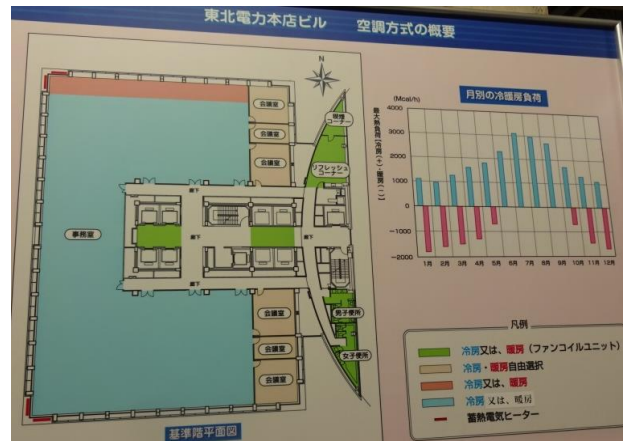 東北電力本店ビル 空調方式の概要
N
会議室
会議室
会議室
喫煙
コーナー
リフレッシュ
コーナー
廊下
事務室
廊下
廊下
廊下
会議室
会議室
会議室
男子便所
女子便所
基準階平面図
月別の冷暖房負荷
(Mcal/h)
最大熱負荷[冷房(+)・暖房(-)]
4000
3000
2000
1000
0
-1000
-2000
1月 2月 3月 4月 5月 6月 7月 8月 9月 10月 11月 12月
凡例
冷房又は、暖房(ファンコイルユニット)
冷房・暖房自由選択
冷房又は、暖房
冷房又は、暖房
蓄熱電気ヒーター